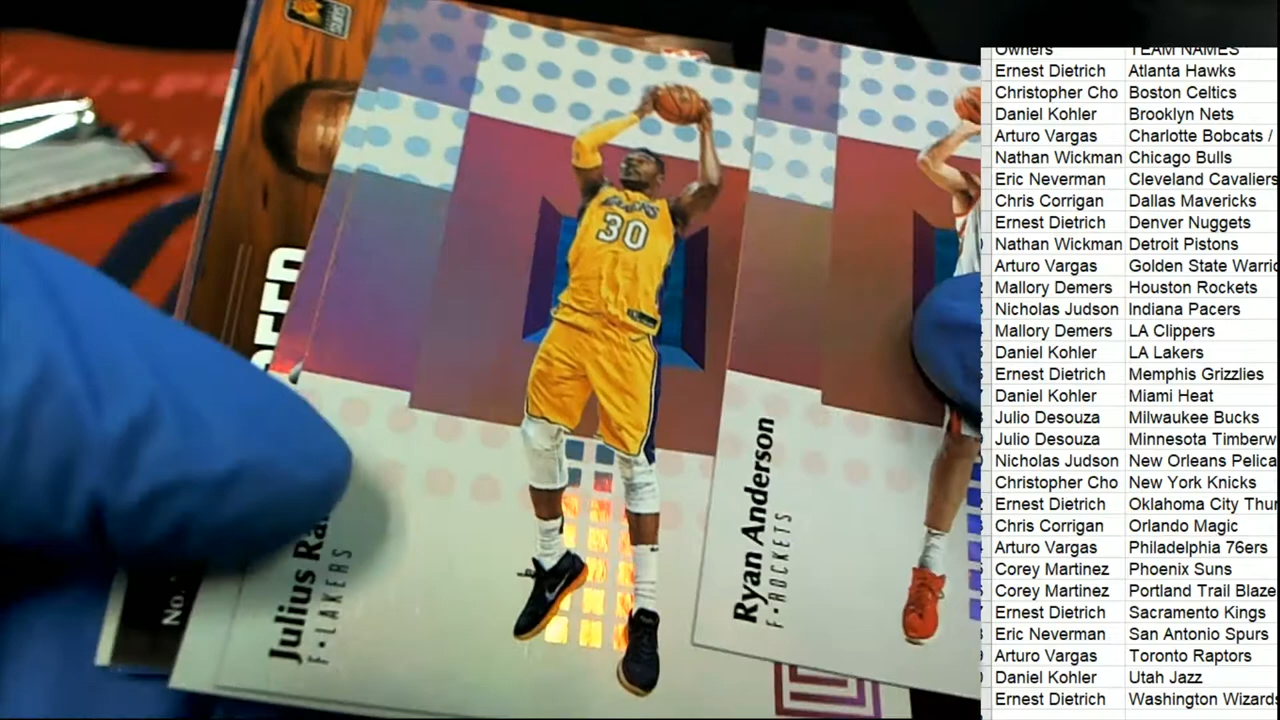 SUNS
LAKERS
30
Julius Ra
F•LAKERS
Ryan Anderson
F•ROCKETS
No.
Owners TEAM NAMES
Ernest Dietrich Atlanta Hawks
Christopher Cho Boston Celtics
Daniel Kohler Brooklyn Nets
Arturo Vargas Charlotte Bobcats /
Nathan Wickman Chicago Bulls
Eric Neverman Cleveland Cavaliers
Chris Corrigan Dallas Mavericks
Ernest Dietrich Denver Nuggets
Nathan Wickman Detroit Pistons
Arturo Vargas Golden State Warrio
Mallory Demers Houston Rockets
Nicholas Judson Indiana Pacers
Mallory Demers LA Clippers
Daniel Kohler LA Lakers
Ernest Dietrich Memphis Grizzlies
Daniel Kohler Miami Heat
Julio Desouza Milwaukee Bucks
Julio Desouza Minnesota Timberw
Nicholas Judson New Orleans Pelica
Christopher Cho New York Knicks
Ernest Dietrich Oklahoma City Thun
Chris Corrigan Orlando Magic
Arturo Vargas Philadelphia 76ers
Corey Martinez Phoenix Suns
Corey Martinez Portland Trail Blaze
Ernest Dietrich Sacramento Kings
Eric Neverman San Antonio Spurs
Arturo Vargas Toronto Raptors
Daniel Kohler Utah Jazz
Ernest Dietrich Washington Wizards